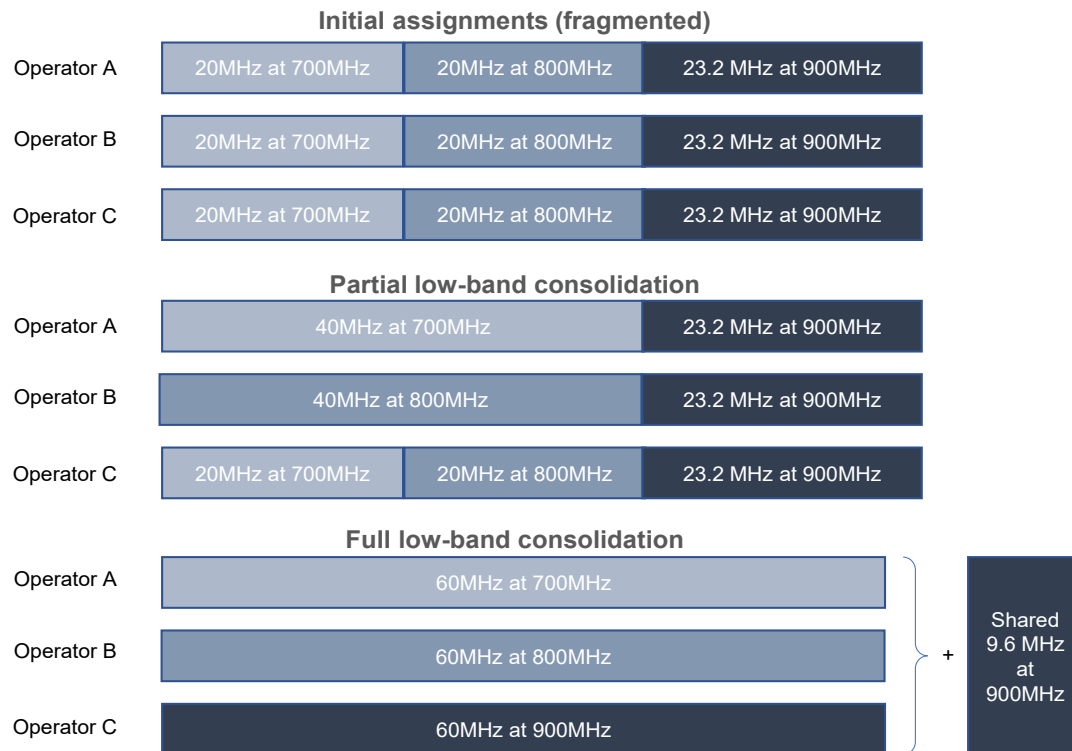 Initial assignments (fragmented)
Operator A
20MHz at 700MHz
20MHz at 800MHz
23.2 MHz at 900MHz
Operator B
20MHz at 700MHz
20MHz at 800MHz
23.2 MHz at 900MHz
Operator C
20MHz at 700MHz
20MHz at 800MHz
23.2 MHz at 900MHz
Partial low-band consolidation
Operator A
40MHz at 700MHz
23.2 MHz at 900MHz
Operator B
40MHz at 800MHz
23.2 MHz at 900MHz
Operator C
20MHz at 700MHz
20MHz at 800MHz
23.2 MHz at 900MHz
Full low-band consolidation
Operator A
60MHz at 700MHz
Operator B
60MHz at 800MHz
Operator C
60MHz at 900MHz
+
Shared
9.6 MHz
at
900MHz